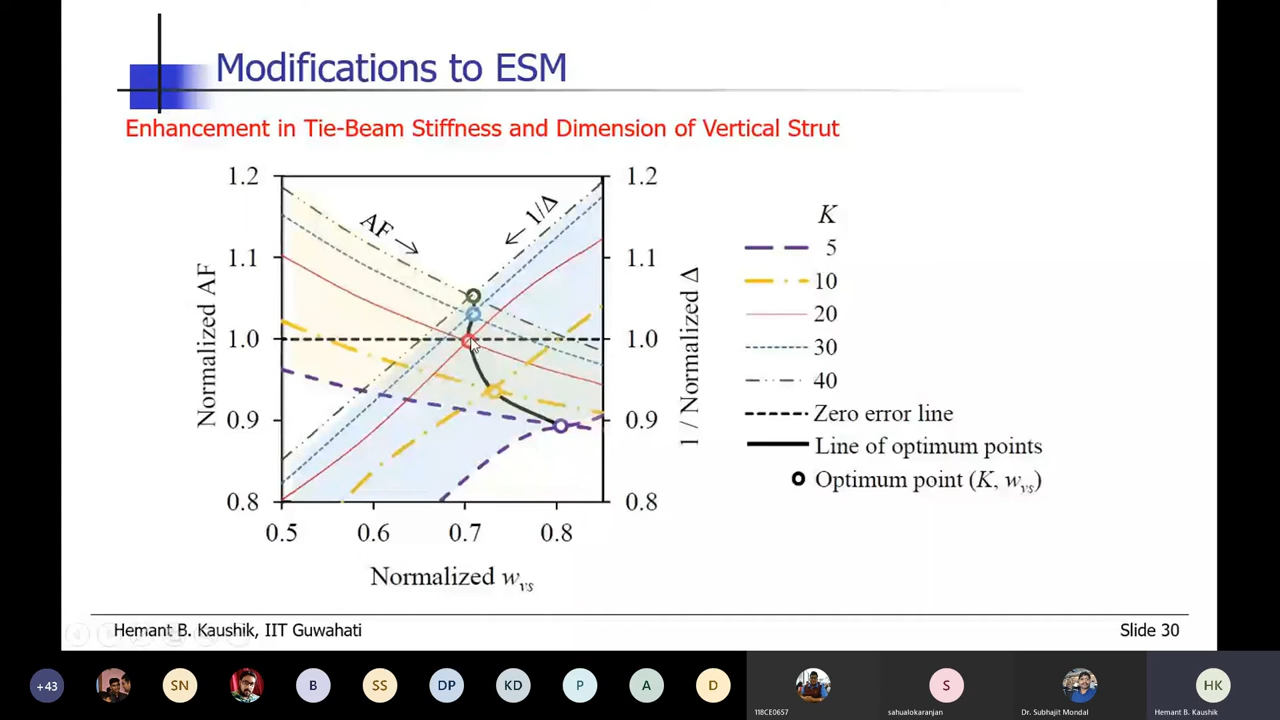 Modifications to ESM
Enhancement in Tie-Beam Stiffness and Dimension of Vertical Strut
1.2
1.1
1.0
0.9
0.8
Normalized AF
AF →
← 1/Δ
1.2
1.1
1.0
0.9
0.8
1 / Normalized Δ
0.5 0.6 0.7 0.8
Normalized wvs
K
5
10
20
30
40
Zero error line
Line of optimum points
Optimum point (K, wvs)
Hemant B. Kaushik, IIT Guwahati
Slide 30
+43
SN
B
SS
DP
KD
P
A
D
118CE0657
S
sahualokaranjan
Dr. Subhajit Mondal
HK
Hemant B. Kaushik